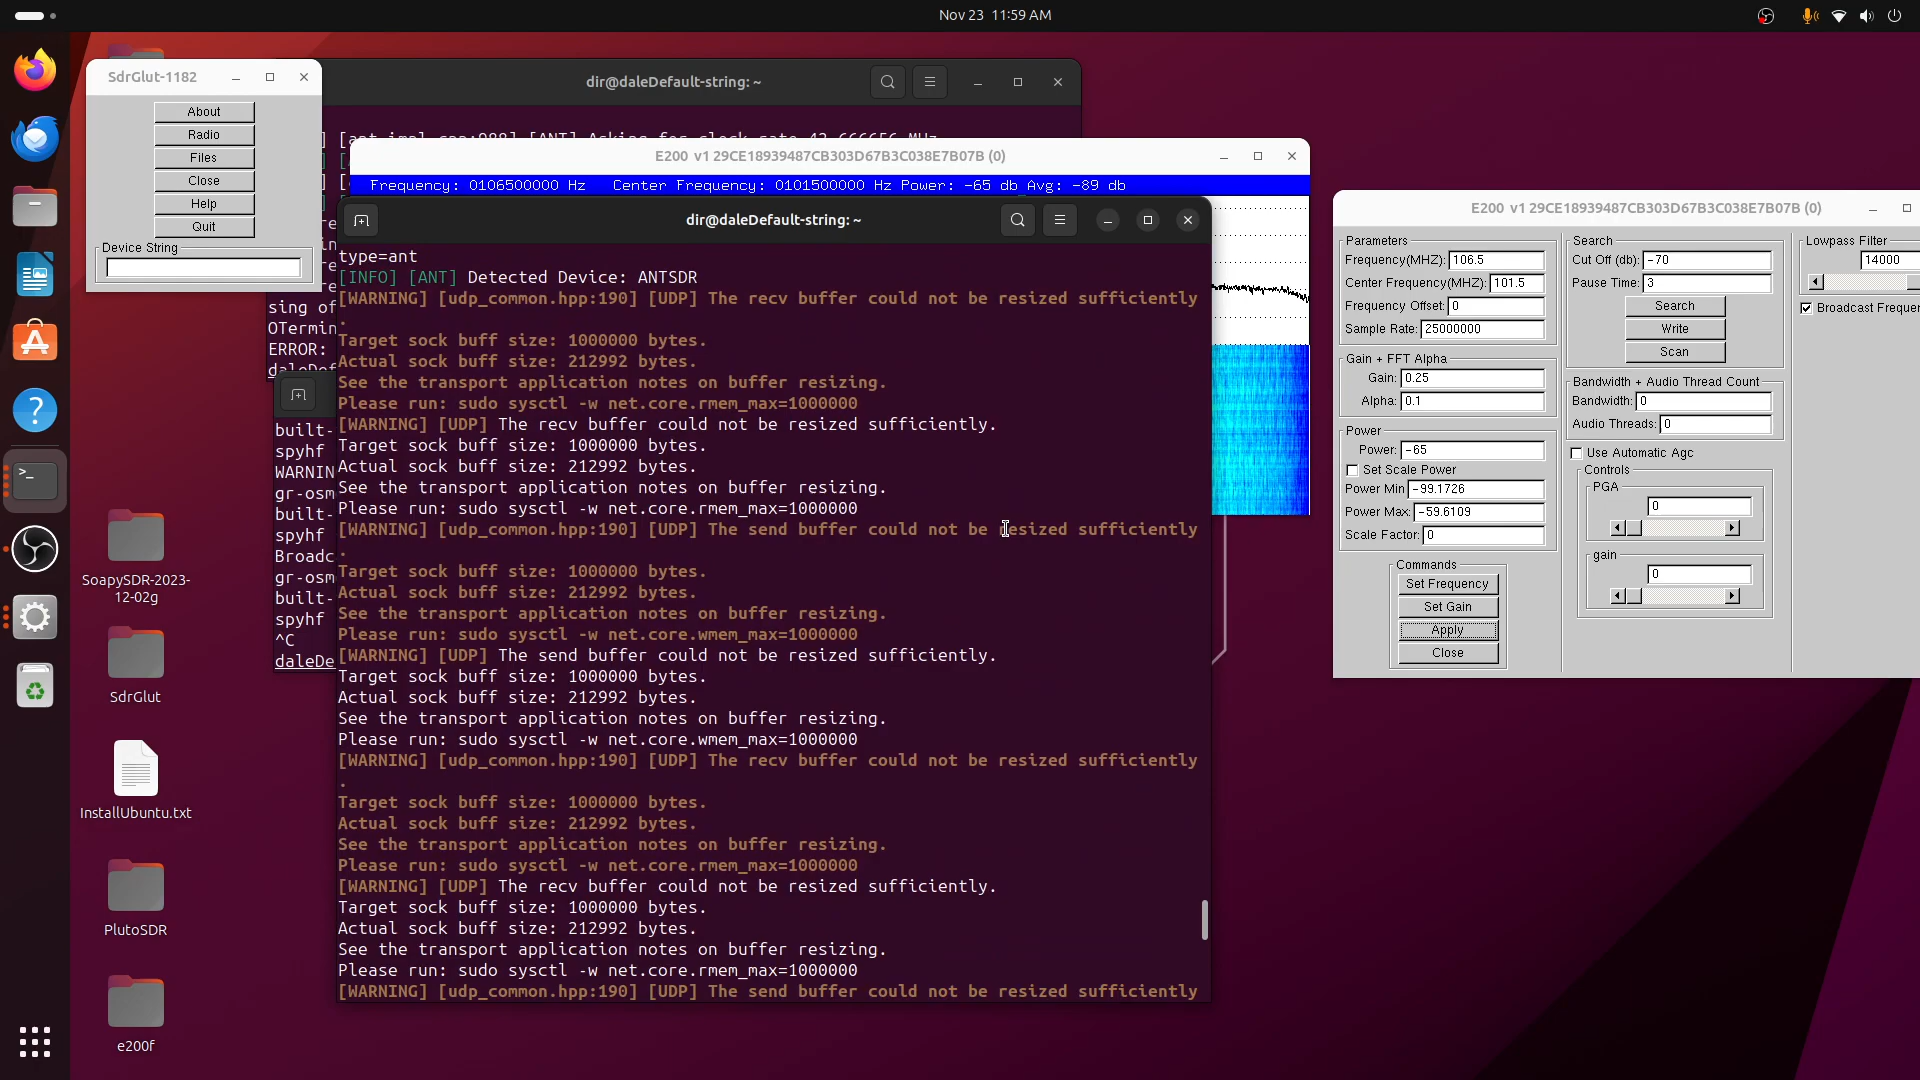 Nov 23 11:59 AM
SdrGlut-1182
About
Radio
Files
Close
Help
Quit
Device String
dir@daleDefault-string: ~
E200 v1 29CE18939487CB303D67B3C038E7B07B (0)
Frequency: 0106500000 Hz Center Frequency: 0101500000 Hz Power: -65 db Avg: -89 db
sing of
OTermin
ERROR:
built-
spyhf
WARNIN
gr-osm
built-
spyhf
Broadc
gr-osm
built-
spyhf
^C
daleDe
dir@daleDefault-string: ~
type=ant
[INFO] [ANT] Detected Device: ANTSDR
[WARNING] [udp_common.hpp:190] [UDP] The recv buffer could not be resized sufficiently
.
Target sock buff size: 1000000 bytes.
Actual sock buff size: 212992 bytes.
See the transport application notes on buffer resizing.
Please run: sudo sysctl -w net.core.rmem_max=1000000
[WARNING] [UDP] The recv buffer could not be resized sufficiently.
Target sock buff size: 1000000 bytes.
Actual sock buff size: 212992 bytes.
See the transport application notes on buffer resizing.
Please run: sudo sysctl -w net.core.rmem_max=1000000
[WARNING] [udp_common.hpp:190] [UDP] The send buffer could not be resized sufficiently
.
Target sock buff size: 1000000 bytes.
Actual sock buff size: 212992 bytes.
See the transport application notes on buffer resizing.
Please run: sudo sysctl -w net.core.wmem_max=1000000
[WARNING] [UDP] The send buffer could not be resized sufficiently.
Target sock buff size: 1000000 bytes.
Actual sock buff size: 212992 bytes.
See the transport application notes on buffer resizing.
Please run: sudo sysctl -w net.core.wmem_max=1000000
[WARNING] [udp_common.hpp:190] [UDP] The recv buffer could not be resized sufficiently
.
Target sock buff size: 1000000 bytes.
Actual sock buff size: 212992 bytes.
See the transport application notes on buffer resizing.
Please run: sudo sysctl -w net.core.rmem_max=1000000
[WARNING] [UDP] The recv buffer could not be resized sufficiently.
Target sock buff size: 1000000 bytes.
Actual sock buff size: 212992 bytes.
See the transport application notes on buffer resizing.
Please run: sudo sysctl -w net.core.rmem_max=1000000
[WARNING] [udp_common.hpp:190] [UDP] The send buffer could not be resized sufficiently
E200 v1 29CE18939487CB303D67B3C038E7B07B (0)
Parameters
Frequency(MHZ): 106.5
Center Frequency(MHZ): 101.5
Frequency Offset: 0
Sample Rate: 25000000
Gain + FFT Alpha
Gain: 0.25
Alpha: 0.1
Power
Power: -65
Set Scale Power
Power Min -99.1726
Power Max: -59.6109
Scale Factor: 0
Commands
Set Frequency
Set Gain
Apply
Close
Search
Cut Off (db): -70
Pause Time: 3
Search
Write
Scan
Bandwidth + Audio Thread Count
Bandwidth: 0
Audio Threads: 0
Use Automatic Agc
Controls
PGA
0
gain
0
Lowpass Filter
14000
Broadcast Frequer
SoapySDR-2023-
12-02g
SdrGlut
InstallUbuntu.txt
PlutoSDR
e200f